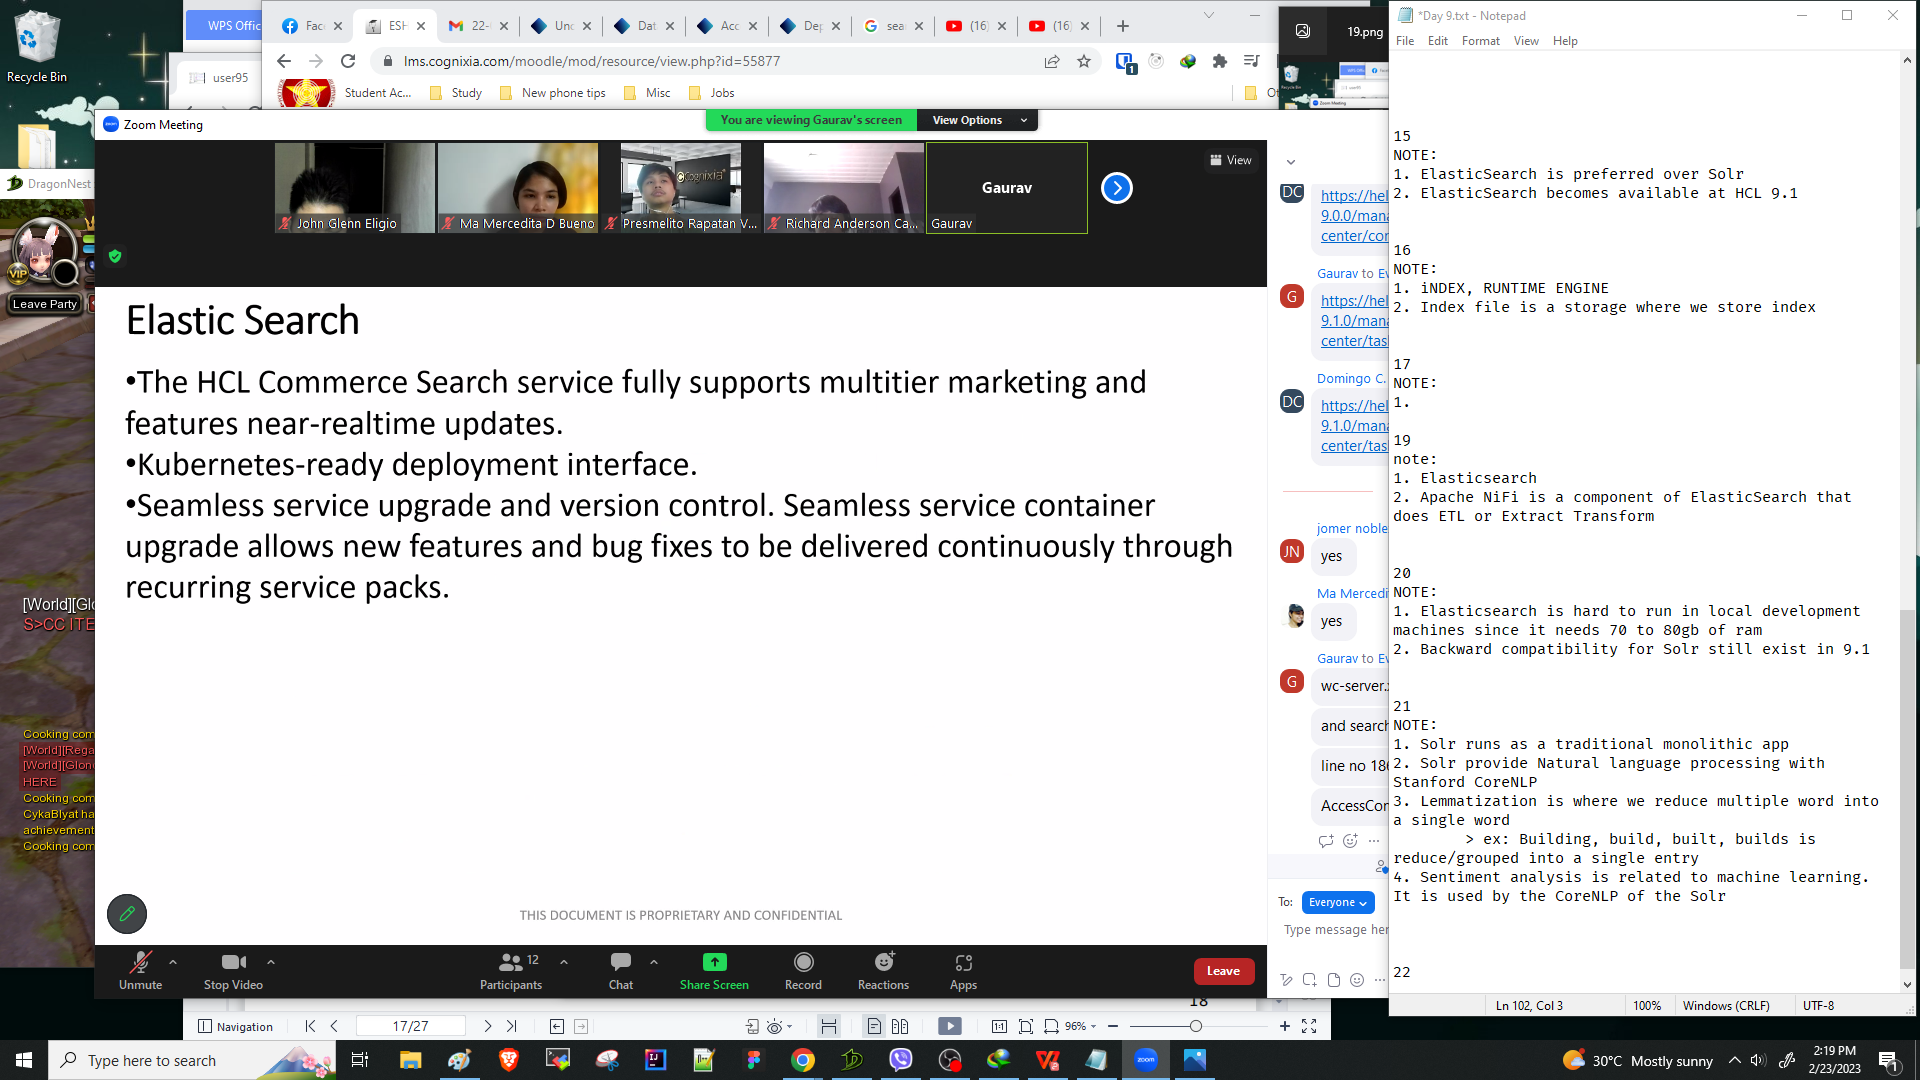 Recycle Bin
WPS Offic
user95
Fac
ESH
22-
Unc
Dat
Acc
Dep
sea
(16)
(16)
lms.cognixia.com/moodle/mod/resource/view.php?id=55877
1
Student Ac...
Study
New phone tips
Misc
Jobs
19.png
Zoom Meeting
You are viewing Gaurav's screen
View Options
View
John Glenn Eligio
Ma Mercedita D Bueno
Cognixia
Presmelito Rapatan V...
Richard Anderson Ca...
Gaurav
Gaurav
DragonNest
VIP
Leave Party
[World][Glo
S>CC ITE
Cooking com
[World][Rega
[World][Glon
HERE
Cooking com
CykaBlyat ha
achievement
Cooking com
Elastic Search
•The HCL Commerce Search service fully supports multitier marketing and
features near-realtime updates.
•Kubernetes-ready deployment interface.
•Seamless service upgrade and version control. Seamless service container
upgrade allows new features and bug fixes to be delivered continuously through
recurring service packs.
THIS DOCUMENT IS PROPRIETARY AND CONFIDENTIAL
DC
https://hel
9.0.0/mana
center/cor
Gaurav to Ev
G
https://hel
9.1.0/mana
center/tas
Domingo C.
DC
https://hel
9.1.0/mana
center/tas
jomer noble
JN
yes
Ma Mercedi
yes
Gaurav to Ev
G
wc-server.x
and search
line no 186
AccessCon
To:
Everyone
Type message her
Unmute
Stop Video
12
Participants
Chat
Share Screen
Record
Reactions
Apps
Leave
18
Navigation
17/27
96%
*Day 9.txt - Notepad
File
Edit
Format
View
Help
15
NOTE:
1. ElasticSearch is preferred over Solr
2. ElasticSearch becomes available at HCL 9.1
16
NOTE:
1. iNDEX, RUNTIME ENGINE
2. Index file is a storage where we store index
17
NOTE:
1.
19
note:
1. Elasticsearch
2. Apache NiFi is a component of ElasticSearch that
does ETL or Extract Transform
20
NOTE:
1. Elasticsearch is hard to run in local development
machines since it needs 70 to 80gb of ram
2. Backward compatibility for Solr still exist in 9.1
21
NOTE:
1. Solr runs as a traditional monolithic app
2. Solr provide Natural language processing with
Stanford CoreNLP
3. Lemmatization is where we reduce multiple word into
a single word
> ex: Building, build, built, builds is
reduce/grouped into a single entry
4. Sentiment analysis is related to machine learning.
It is used by the CoreNLP of the Solr
22
Ln 102, Col 3
100%
Windows (CRLF)
UTF-8
Type here to search
zoom
30°C Mostly sunny
2:19 PM
2/23/2023
1